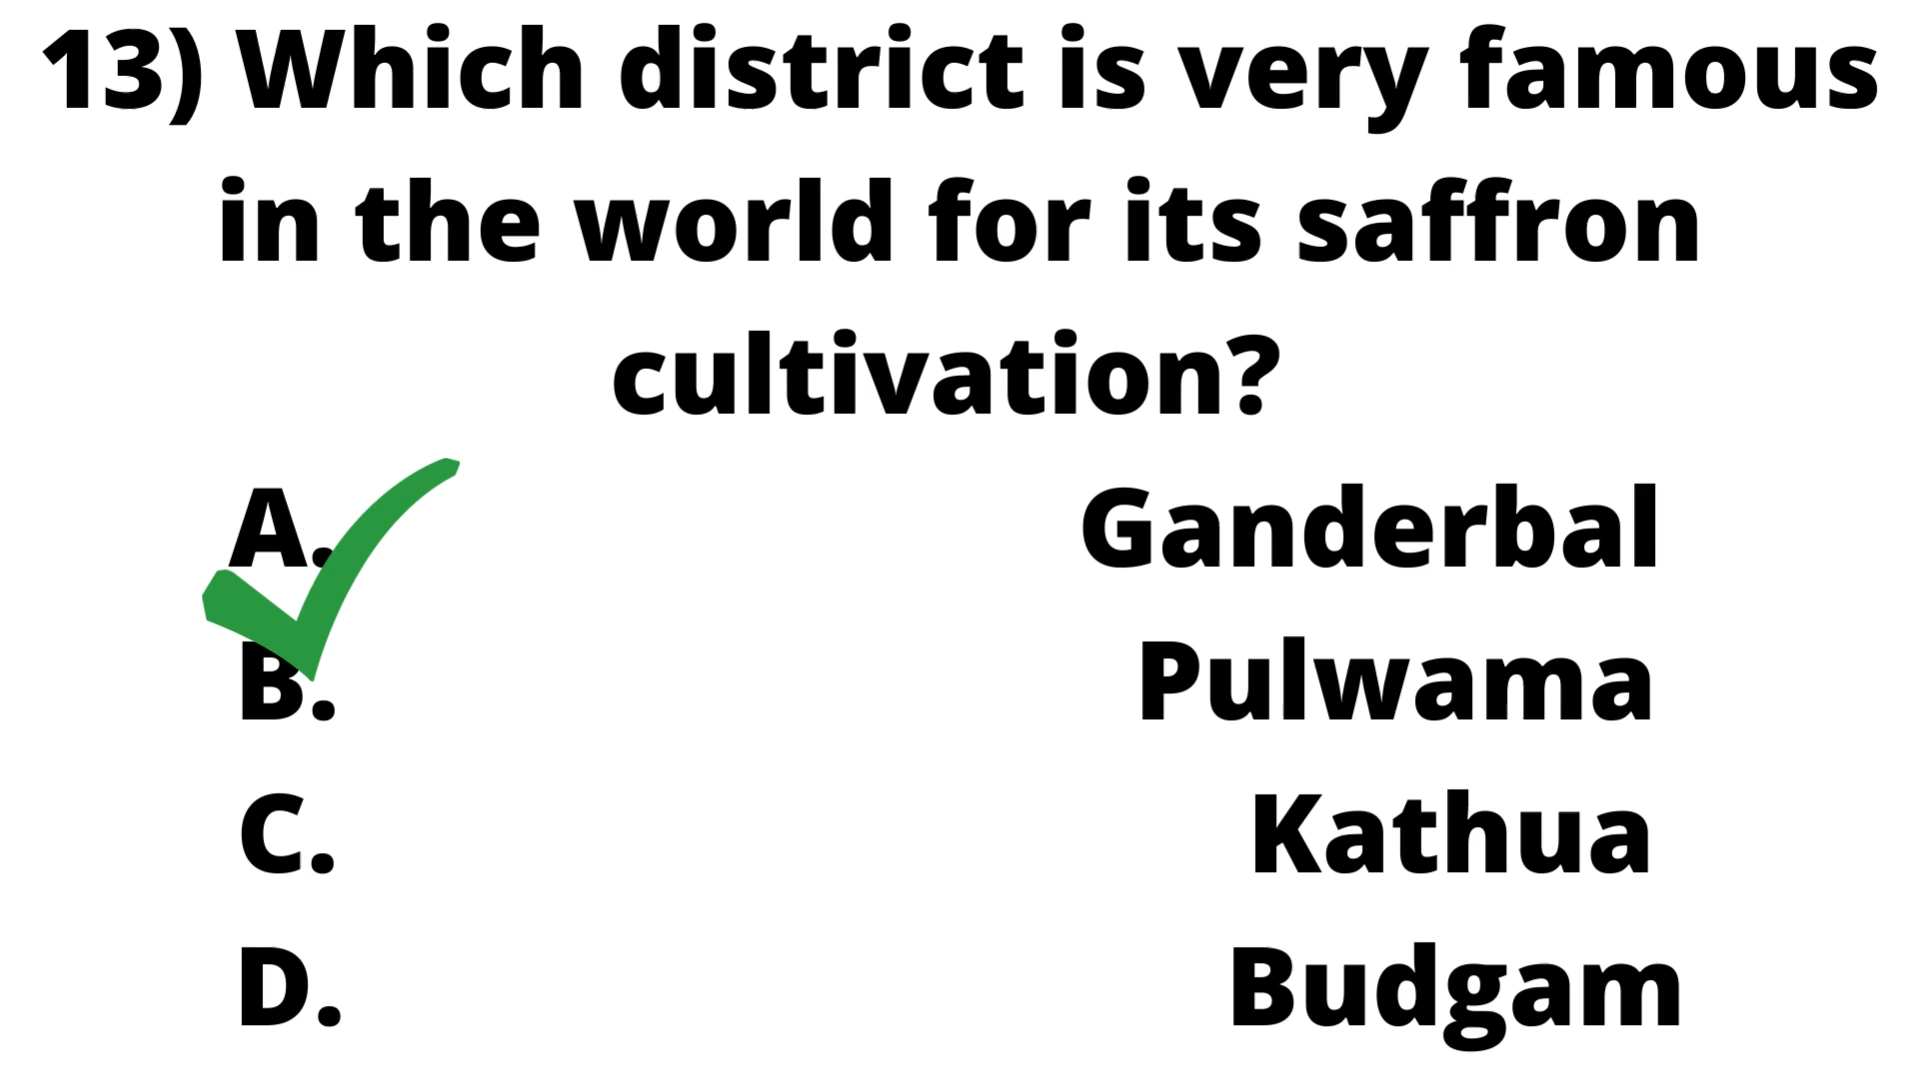 13) Which district is very famous
in the world for its saffron
cultivation?
A. Ganderbal
B. Pulwama
C. Kathua
D. Budgam